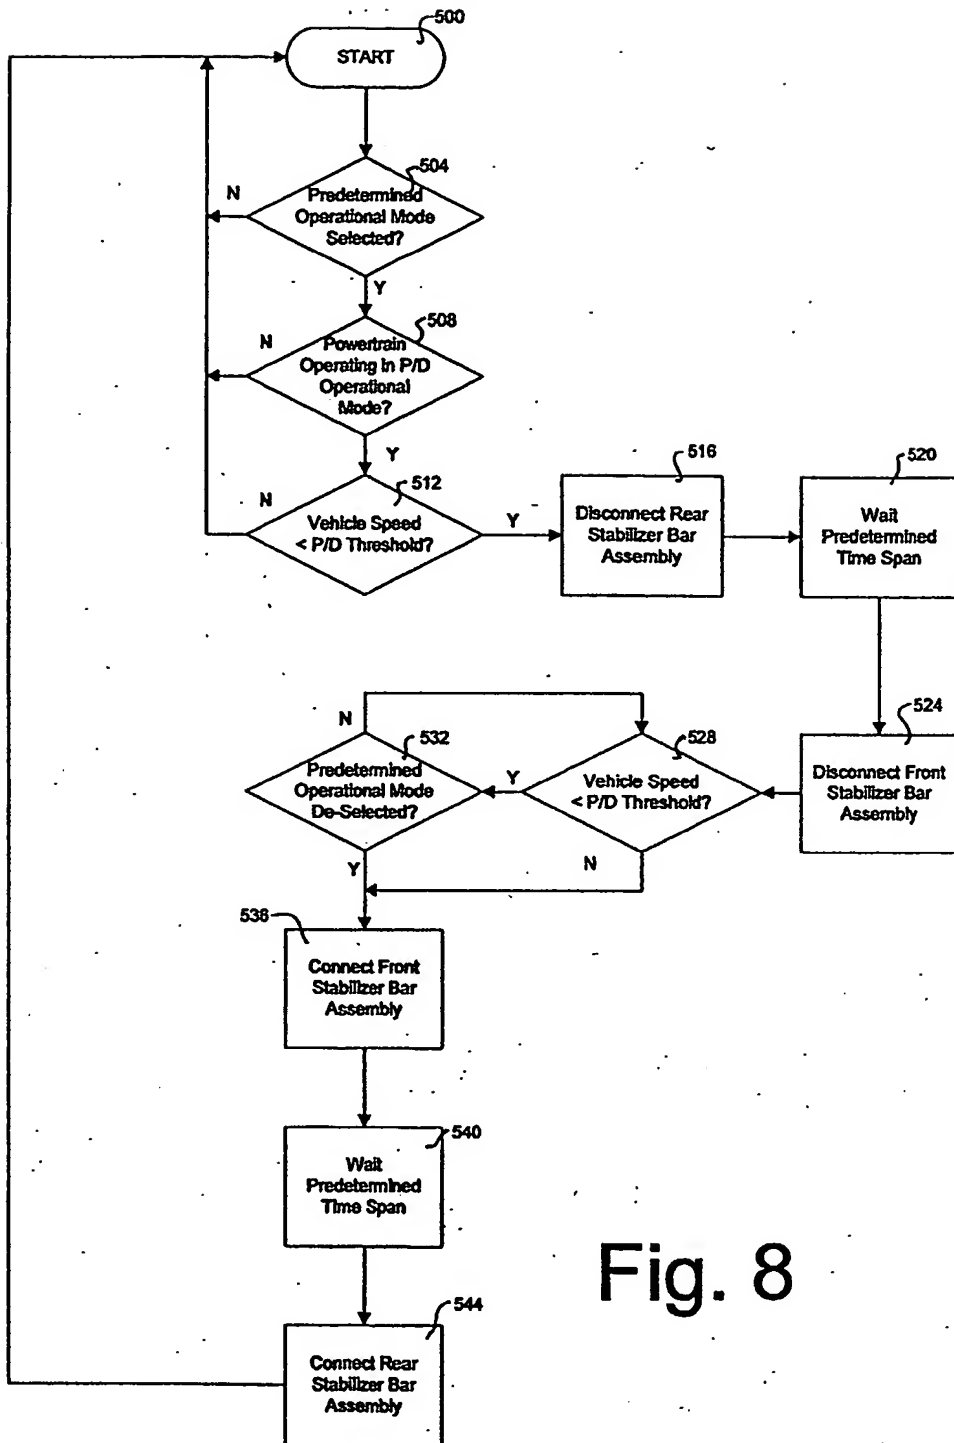 500
START
504
Predetermined
Operational Mode
Selected?
N
Y
508
Powertrain
Operating in P/D
Operational
Mode?
N
Y
512
Vehicle Speed
< P/D Threshold?
N
Y
516
Disconnect Rear
Stabilizer Bar
Assembly
520
Wait
Predetermined
Time Span
524
Disconnect Front
Stabilizer Bar
Assembly
528
Vehicle Speed
< P/D Threshold?
Y
N
532
Predetermined
Operational Mode
De-Selected?
N
Y
536
Connect Front
Stabilizer Bar
Assembly
540
Wait
Predetermined
Time Span
544
Connect Rear
Stabilizer Bar
Assembly
Fig. 8